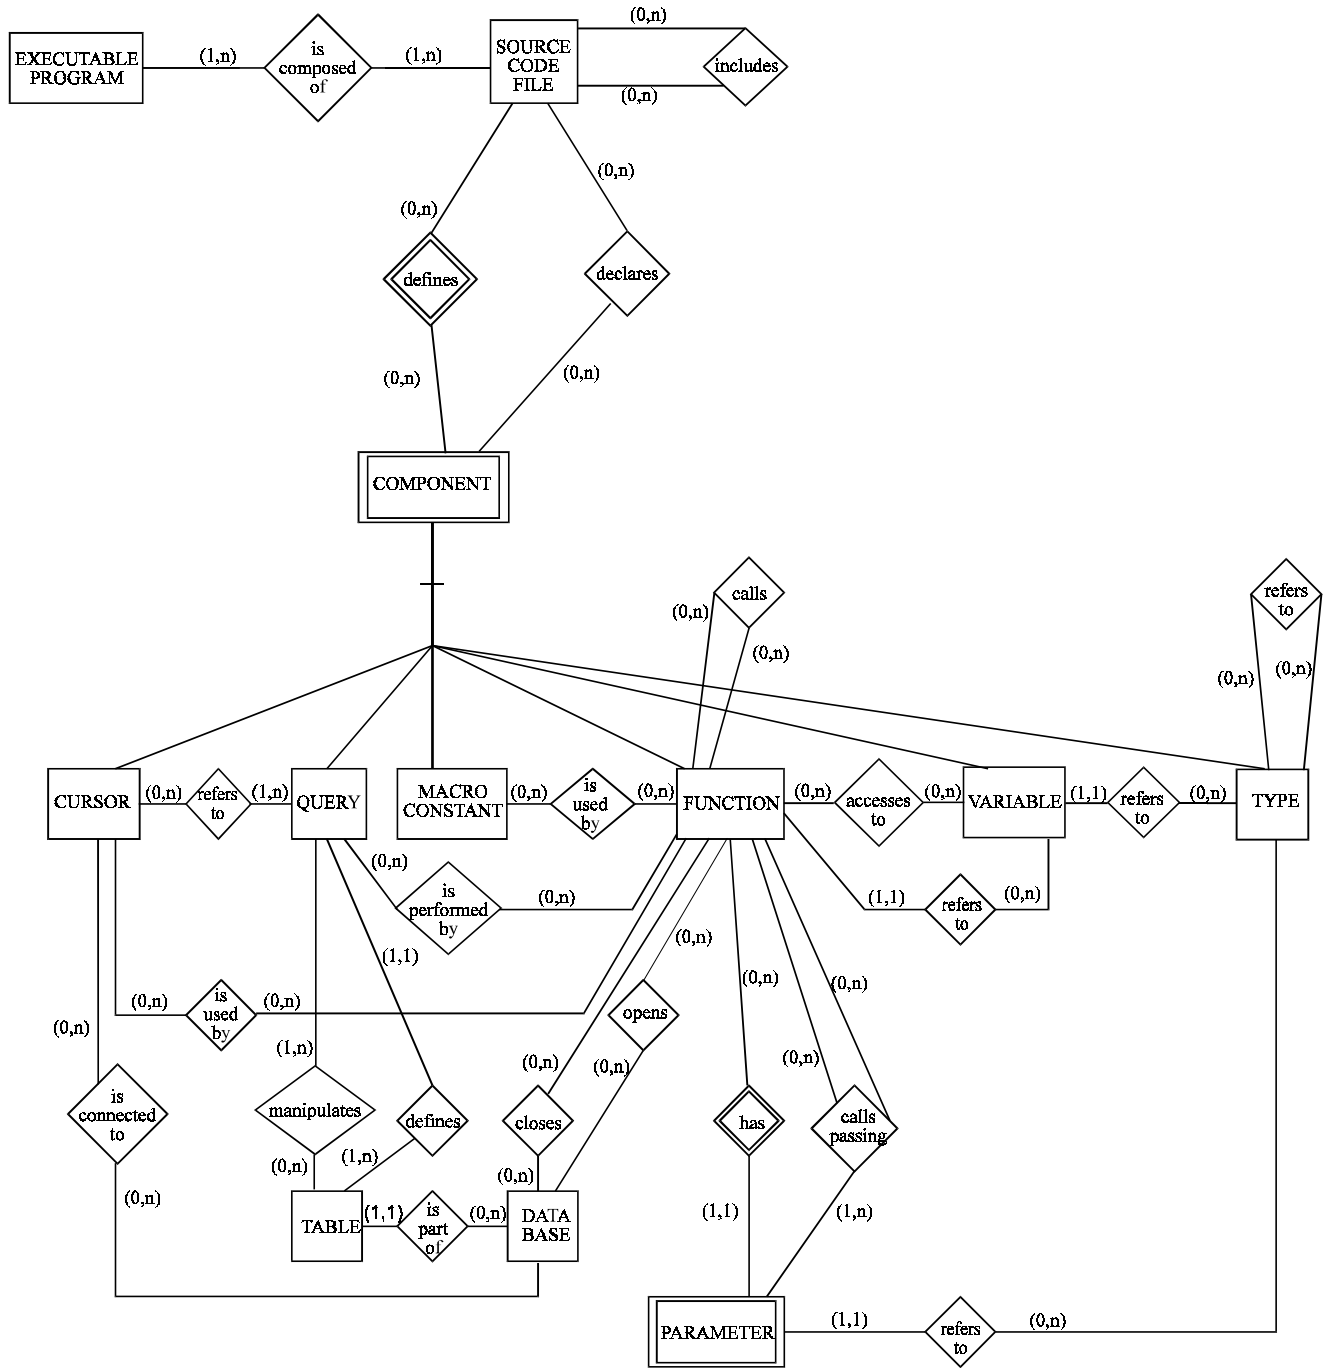 (0,n)
EXECUTABLE
PROGRAM
(1,n)
is
composed
of
(1,n)
SOURCE
CODE
FILE
includes
(0,n)
(0,n)
(0,n)
defines
declares
(0,n)
(0,n)
COMPONENT
calls
(0,n)
(0,n)
refers
to
(0,n)
(0,n)
CURSOR
(0,n)
refers
to
(1,n)
QUERY
MACRO
CONSTANT
(0,n)
is
used
by
(0,n)
FUNCTION
(0,n)
accesses
to
(0,n)
VARIABLE
(1,1)
refers
to
(0,n)
TYPE
(0,n)
is
performed
by
(0,n)
(1,1)
refers
to
(0,n)
(1,1)
(0,n)
(0,n)
(0,n)
(0,n)
is
used
by
(0,n)
opens
(0,n)
(1,n)
(0,n)
(0,n)
(0,n)
is
connected
to
manipulates
defines
closes
has
calls
passing
(0,n)
(1,n)
(0,n)
(0,n)
TABLE
(1,1)
is
part
of
(0,n)
DATA
BASE
(1,1)
(1,n)
PARAMETER
(1,1)
refers
to
(0,n)